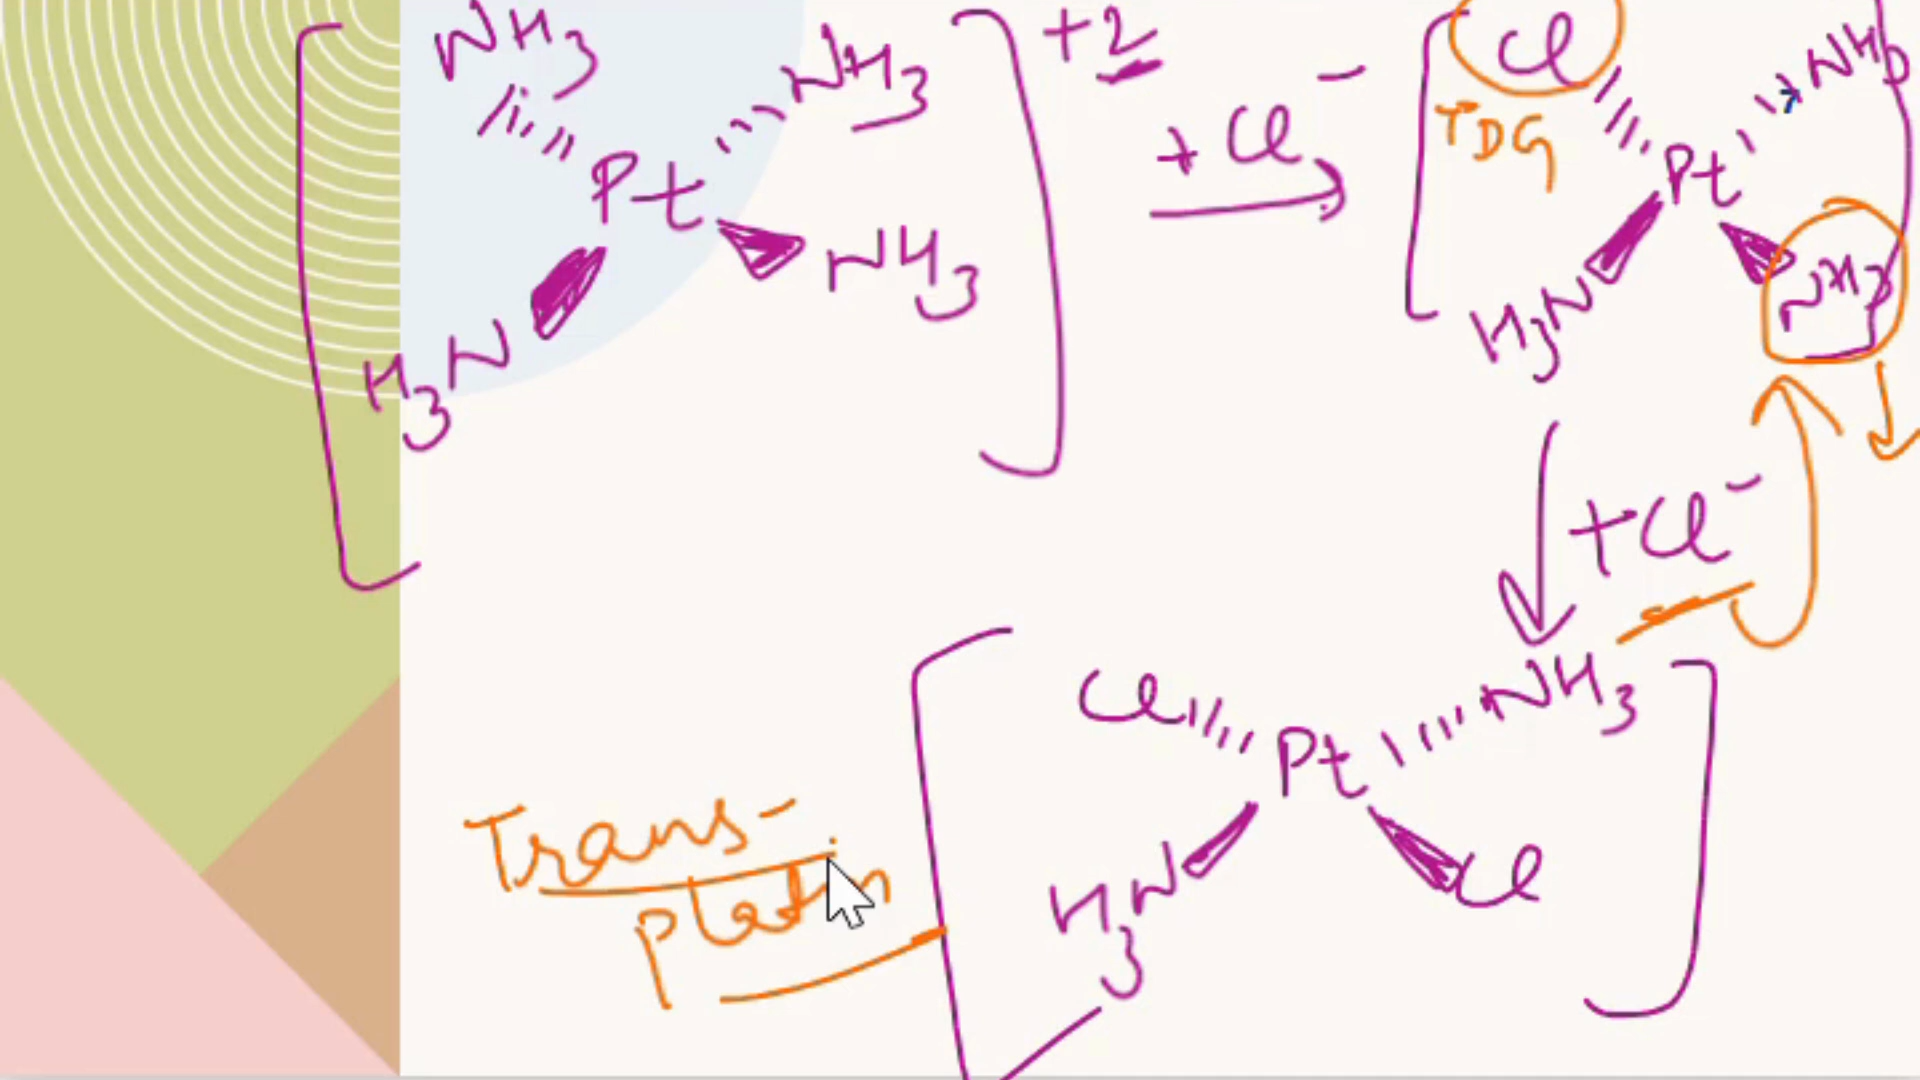 NH3
NH3
+2
Pt
NH3
H3N
+ Cl -
Cl
TDG
NH3
Pt
NH3
H3N
+Cl -
Cl
NH3
Pt
H3N
Cl
Trans-
platin